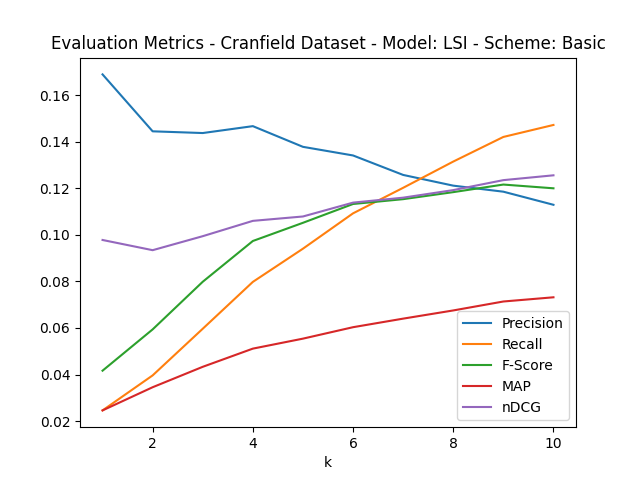 Evaluation Metrics - Cranfield Dataset - Model: LSI - Scheme: Basic
0.16
0.14
0.12
0.10
0.08
0.06
0.04
0.02
Precision
Recall
F-Score
MAP
nDCG
2 4 6 8 10
k